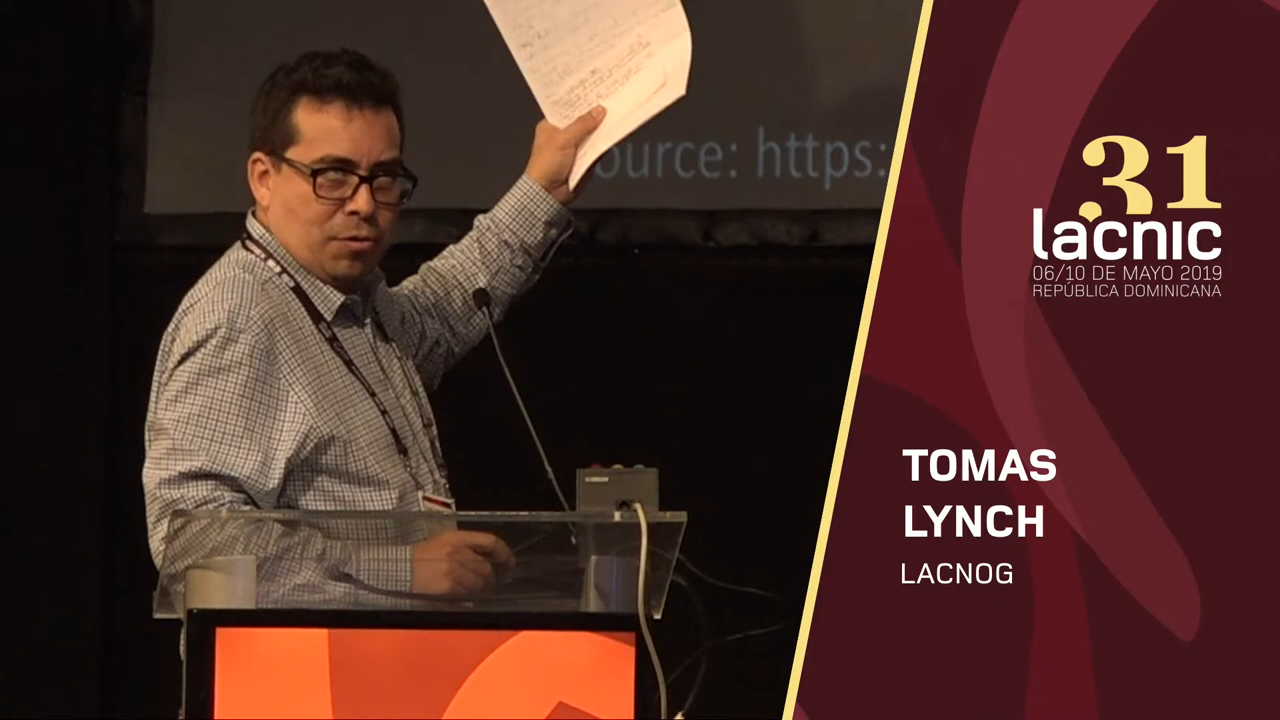 ource: https:
31
lacnic
06/10 DE MAYO 2019
REPÚBLICA DOMINICANA
TOMAS
LYNCH
LACNOG